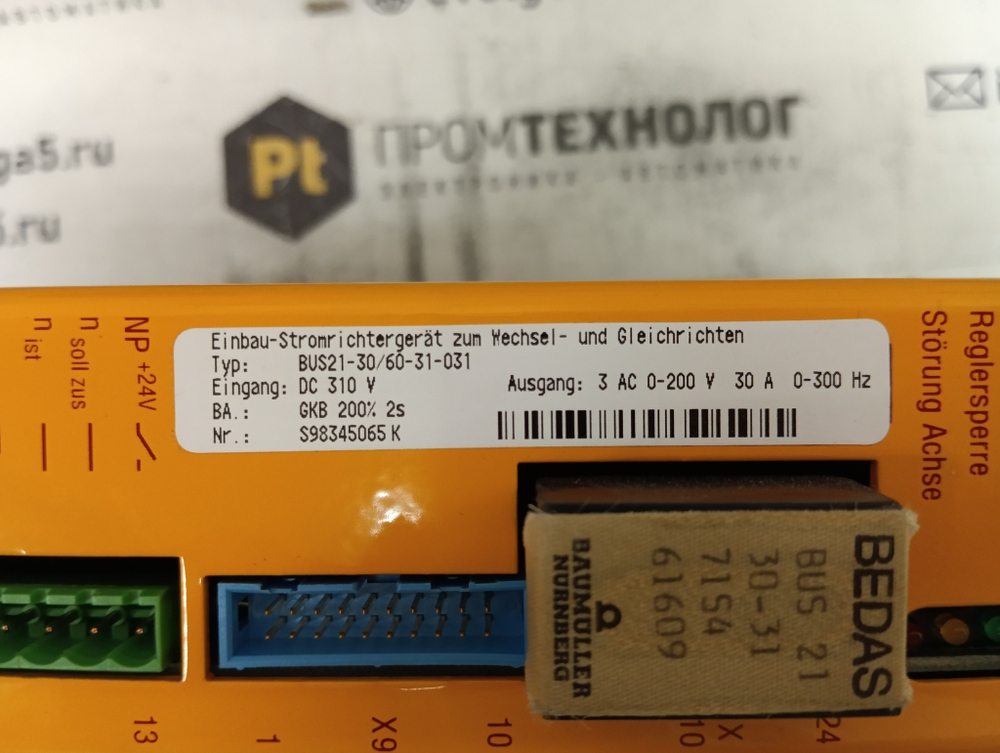 ga5.ru
5.ru
Pt
ПРОМТЕХНОЛОГ
ЭЛЕКТРОНИКА АВТОМАТИКА
n ist
n soll zus
NP +24V
Einbau-Stromrichtergerät zum Wechsel- und Gleichrichten
Typ: BUS21-30/60-31-031
Eingang: DC 310 V Ausgang: 3 AC 0-200 V 30 A 0-300 Hz
BA.: GKB 200% 2s
Nr.: S98345065 K
Störung Achse
Reglersperre
BEDAS
BUS 21
30-31
7154
61609
BAUMÜLLER
NÜRNBERG
13
1
X9
10
10
X
24